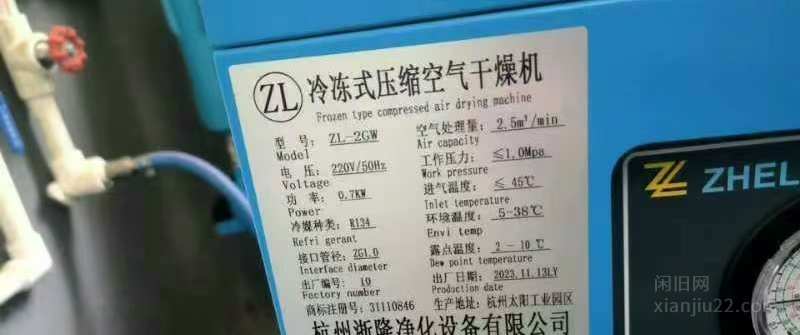 ZL 冷冻式压缩空气干燥机
Frozen type compressed air drying machine
型号: ZL-2GW 空气处理量: 2.5m³/min
Model Air capacity
电压: 220V/50Hz 工作压力: ≤1.0Mpa
Voltage Work pressure
功率: 0.7KW 进气温度: ≤45℃
Power Inlet temperature
冷媒种类: R134 环境温度: 5-38℃
Refri gerant Envi temp
接口管径: ZG1.0 露点温度: 2-10℃
Interface diameter Dew point temperature
出厂编号: 10 出厂日期: 2023.11.13LY
Factory number Production date
商标注册号: 31110846 生产地址: 杭州太阳工业园区
杭州浙隆净化设备有限公司
ZHEL
闲旧网
xianjiu22.com